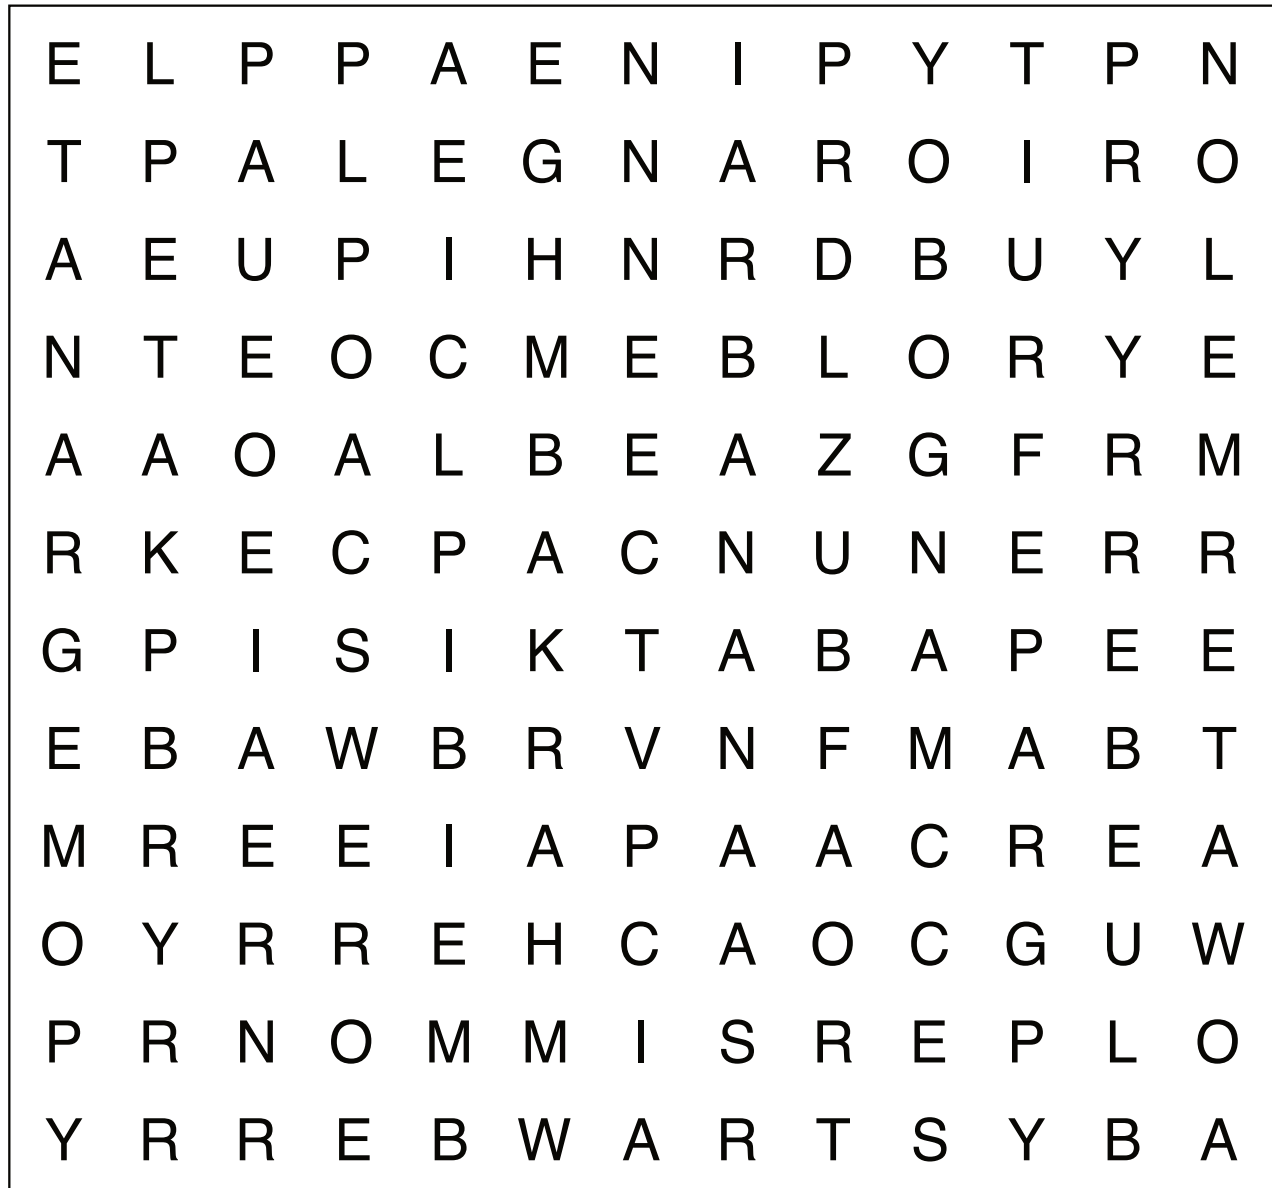 E L P P A E N I P Y T P N
T P A L E G N A R O I R O
A E U P I H N R D B U Y L
N T E O C M E B L O R Y E
A A O A L B E A Z G F R M
R K E C P A C N U N E R R
G P I S I K T A B A P E E
E B A W B R V N F M A B T
M R E E I A P A A C R E A
O Y R R E H C A O C G U W
P R N O M M I S R E P L O
Y R R E B W A R T S Y B A